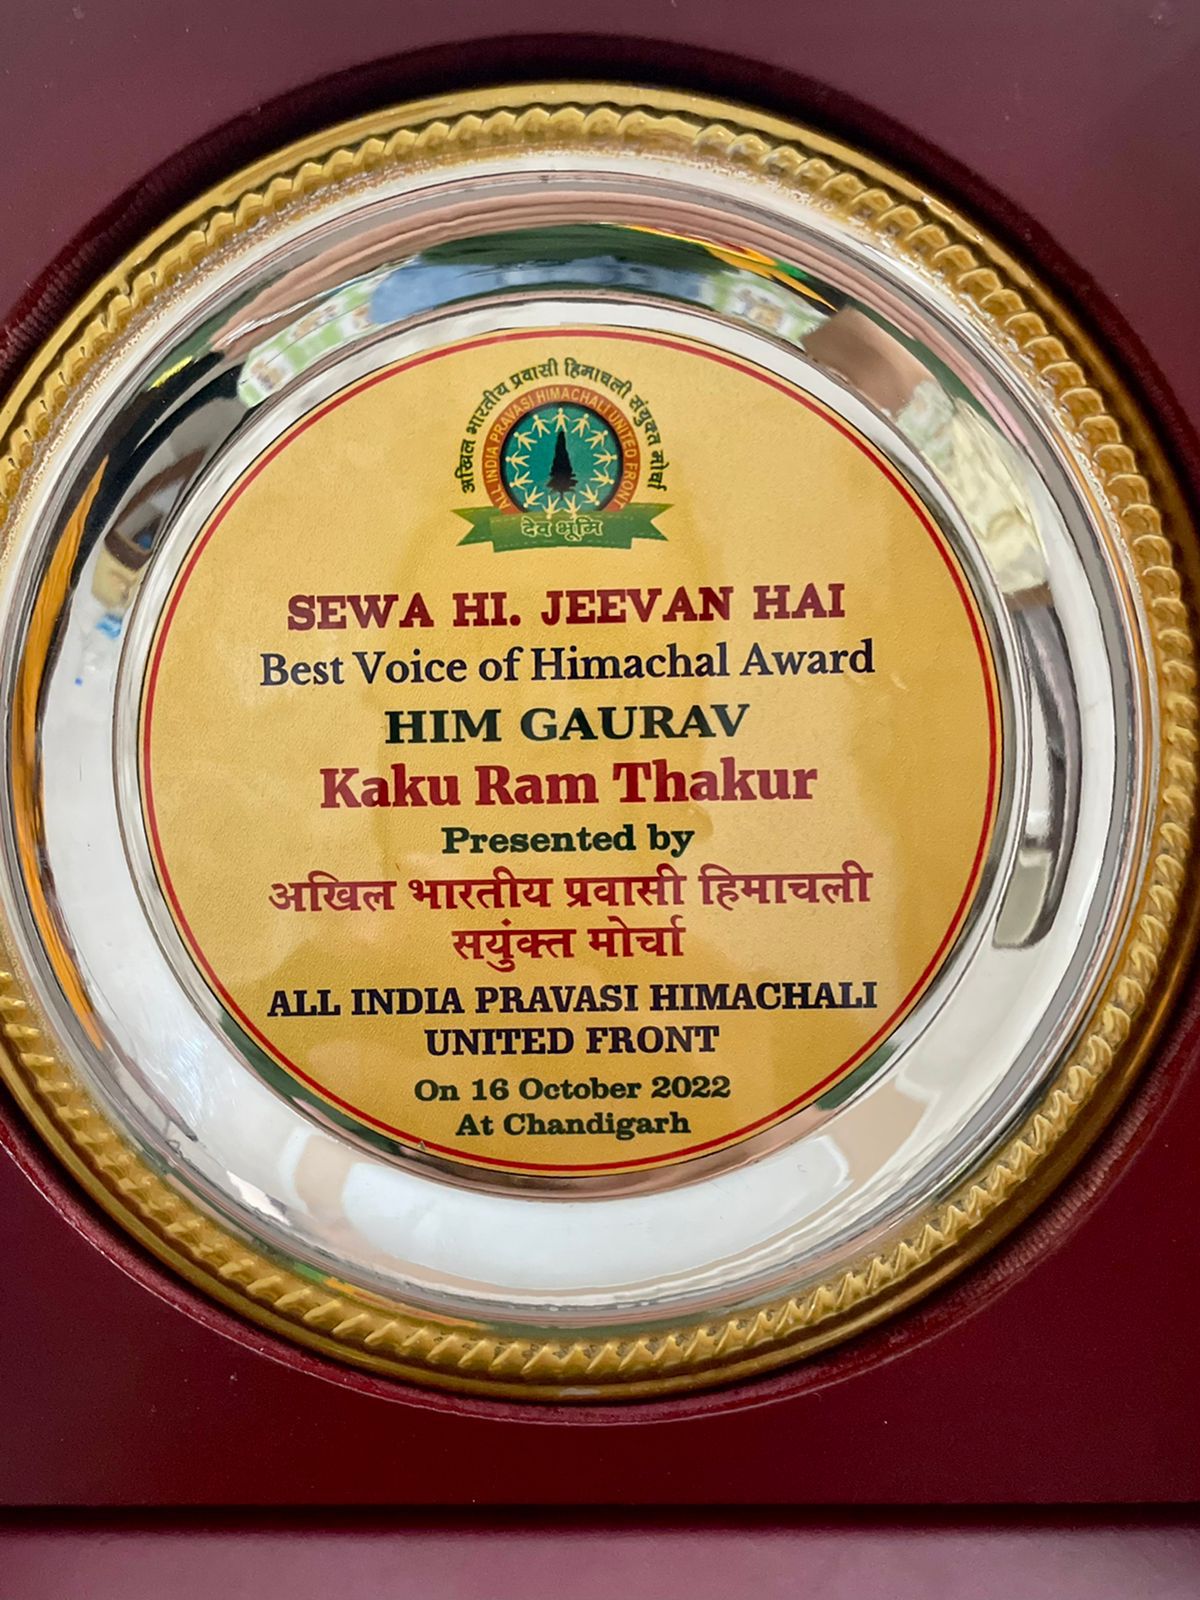 अखिल भारतीय प्रवासी हिमाचली संयुक्त मोर्चा
ALL INDIA PRAVASI HIMACHALI UNITED FRONT
देव भूमि
SEWA HI. JEEVAN HAI
Best Voice of Himachal Award
HIM GAURAV
Kaku Ram Thakur
Presented by
अखिल भारतीय प्रवासी हिमाचली
सयुंक्त मोर्चा
ALL INDIA PRAVASI HIMACHALI
UNITED FRONT
On 16 October 2022
At Chandigarh